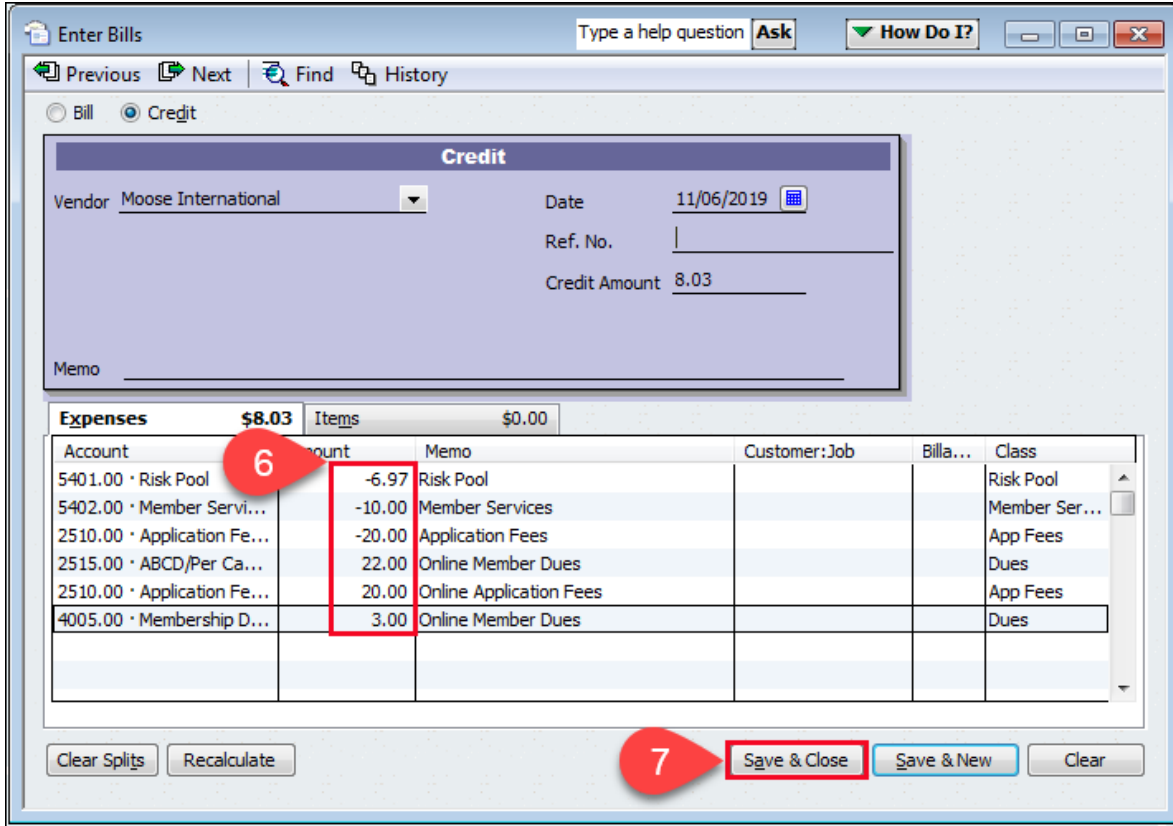 Enter Bills Type a help question Ask How Do I?
Previous Next Find History
Bill Credit
Credit
Vendor Moose International Date 11/06/2019
Ref. No.
Credit Amount 8.03
Memo
Expenses $8.03 Items $0.00
Account ount Memo Customer:Job Billa... Class
6
5401.00 · Risk Pool -6.97 Risk Pool Risk Pool
5402.00 · Member Servi... -10.00 Member Services Member Ser...
2510.00 · Application Fe... -20.00 Application Fees App Fees
2515.00 · ABCD/Per Ca... 22.00 Online Member Dues Dues
2510.00 · Application Fe... 20.00 Online Application Fees App Fees
4005.00 · Membership D... 3.00 Online Member Dues Dues
Clear Splits Recalculate 7 Save & Close Save & New Clear